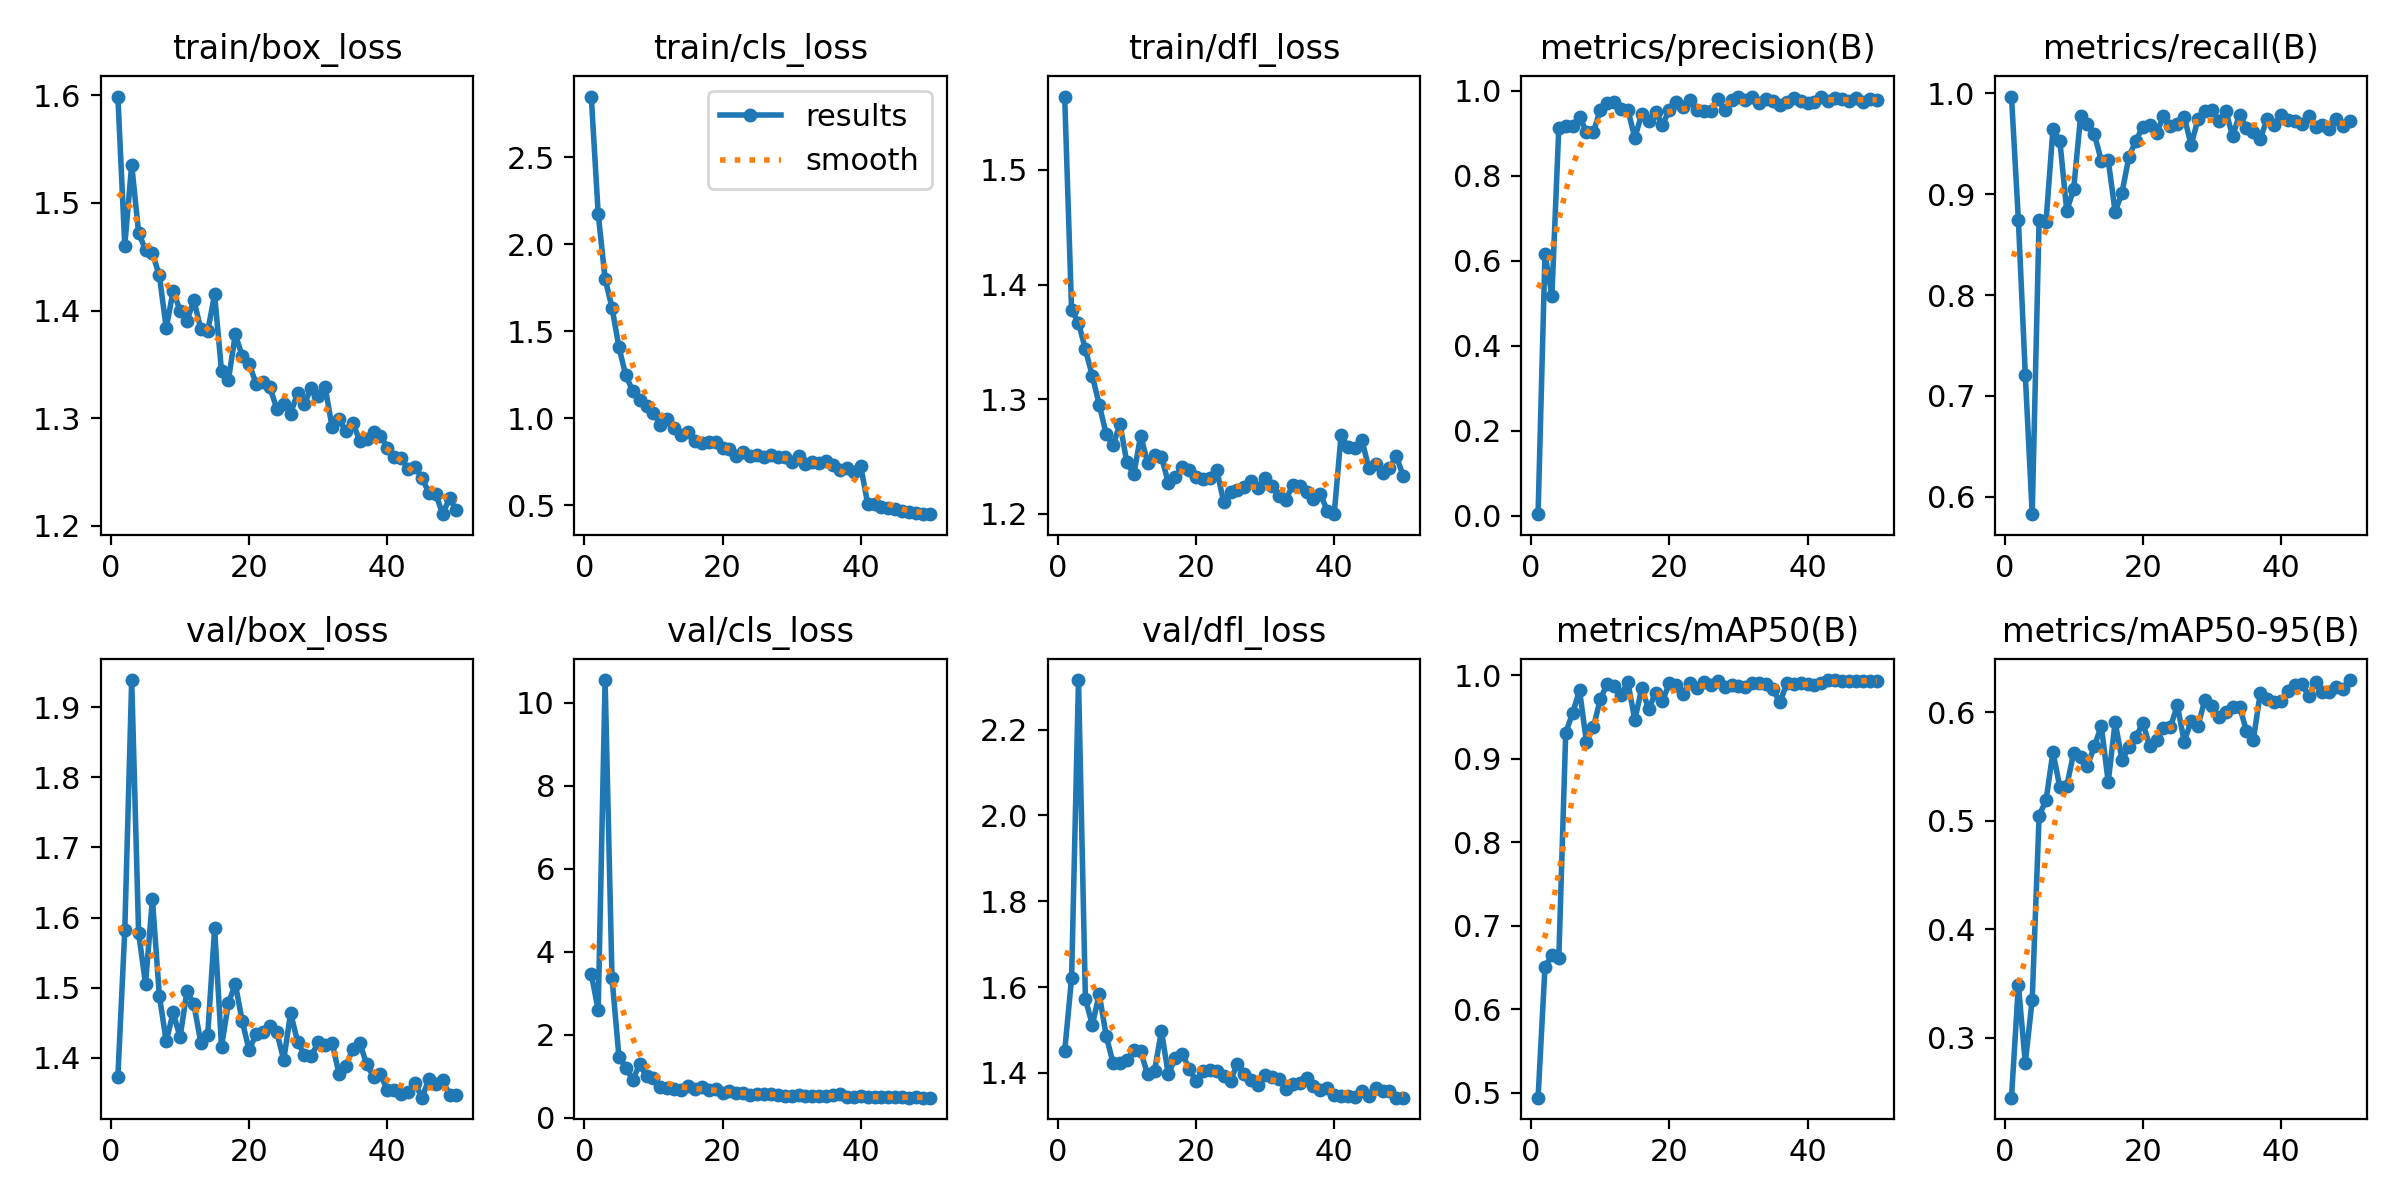 train/box_loss
1.6
1.5
1.4
1.3
1.2
0 20 40
train/cls_loss
results
smooth
2.5
2.0
1.5
1.0
0.5
0 20 40
train/dfl_loss
1.5
1.4
1.3
1.2
0 20 40
metrics/precision(B)
1.0
0.8
0.6
0.4
0.2
0.0
0 20 40
metrics/recall(B)
1.0
0.9
0.8
0.7
0.6
0 20 40
val/box_loss
1.9
1.8
1.7
1.6
1.5
1.4
0 20 40
val/cls_loss
10
8
6
4
2
0
0 20 40
val/dfl_loss
2.2
2.0
1.8
1.6
1.4
0 20 40
metrics/mAP50(B)
1.0
0.9
0.8
0.7
0.6
0.5
0 20 40
metrics/mAP50-95(B)
0.6
0.5
0.4
0.3
0 20 40